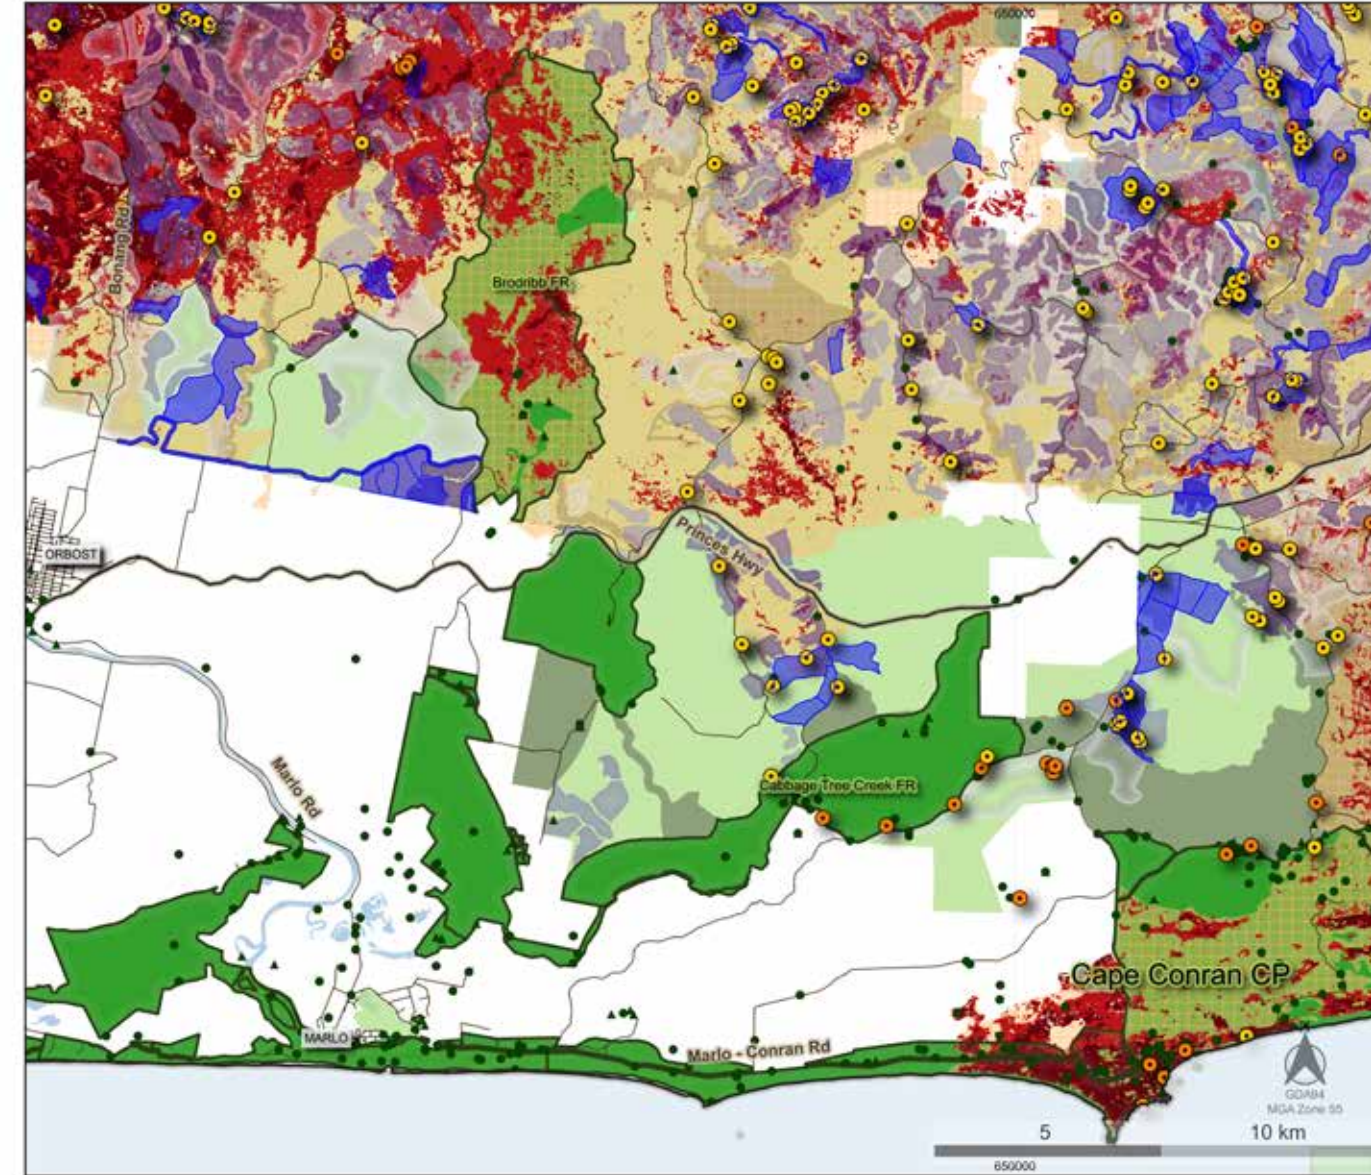 660000
Bonang Rd
Brodribb FR
Princes Hwy
ORBOST
Marlo Rd
Cabbage Tree Creek FR
Cape Conran CP
MARLO
Marlo - Conran Rd
GDA94
MGA Zone 55
5
10 km
650000